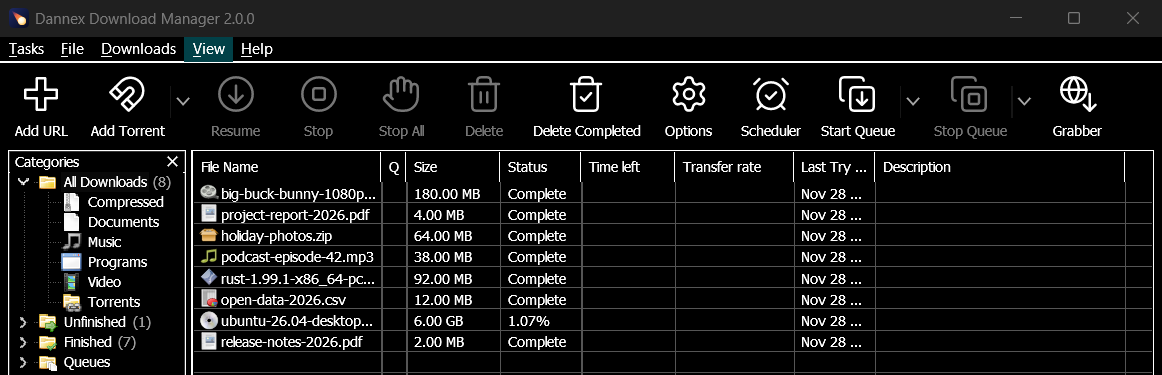 Dannex Download Manager 2.0.0
Tasks File Downloads View Help
Add URL Add Torrent Resume Stop Stop All Delete Delete Completed Options Scheduler Start Queue Stop Queue Grabber
Categories
All Downloads (8)
Compressed
Documents
Music
Programs
Video
Torrents
Unfinished (1)
Finished (7)
Queues
File Name Q Size Status Time left Transfer rate Last Try ... Description
big-buck-bunny-1080p... 180.00 MB Complete Nov 28 ...
project-report-2026.pdf 4.00 MB Complete Nov 28 ...
holiday-photos.zip 64.00 MB Complete Nov 28 ...
podcast-episode-42.mp3 38.00 MB Complete Nov 28 ...
rust-1.99.1-x86_64-pc... 92.00 MB Complete Nov 28 ...
open-data-2026.csv 12.00 MB Complete Nov 28 ...
ubuntu-26.04-desktop... 6.00 GB 1.07% Nov 28 ...
release-notes-2026.pdf 2.00 MB Complete Nov 28 ...